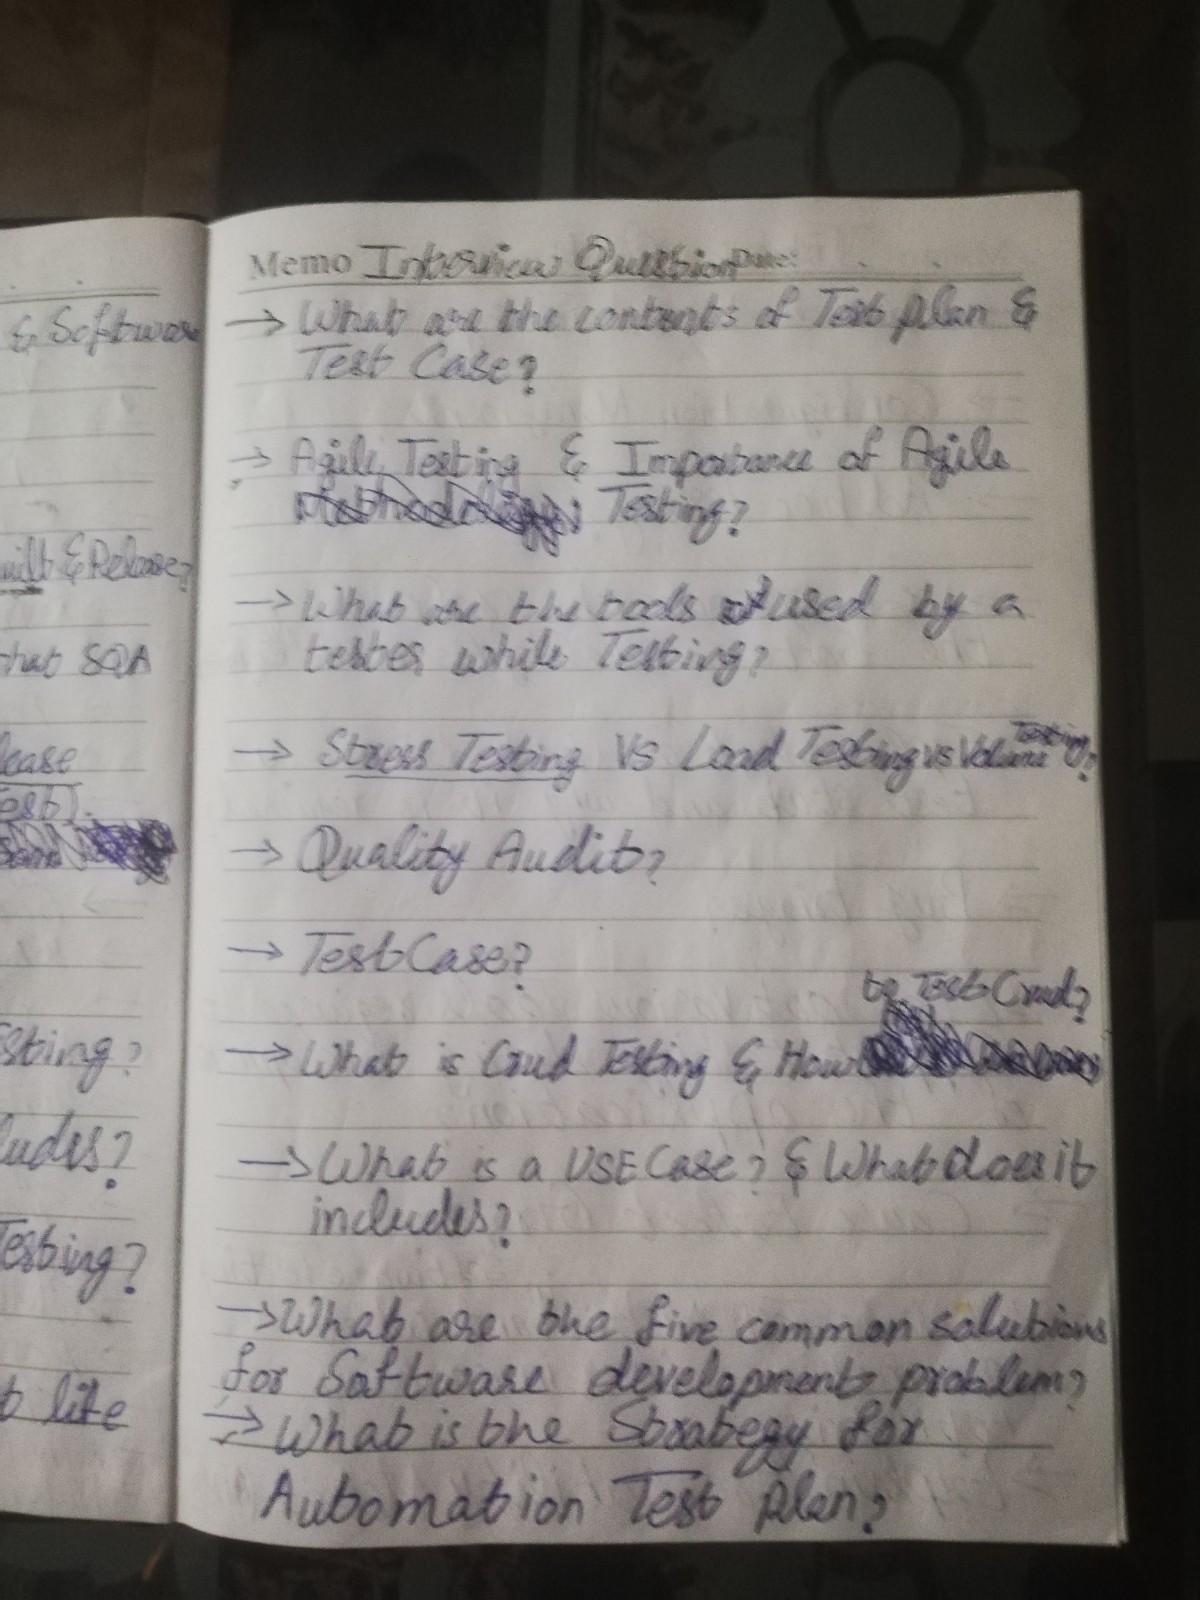 & Software
built & Release?
that SQA
lease
Test).
sting?
ludes?
Testing?
life
Memo Interview Question Date:
→ What are the contents of Test plan &
Test Case?
→ Agile Testing & Importance of Agile
Testing?
→ What are the tools used by a
tester while Testing?
→ Stress Testing VS Load Testing vs Volume Testing?
→ Quality Audit?
→ Test Case?
to Test Crud?
→ What is Crud Testing & How
→ What is a USE Case? & What does it
includes?
→ What are the five common solutions
for Software development problem?
→ What is the Strategy for
Automation Test plan?